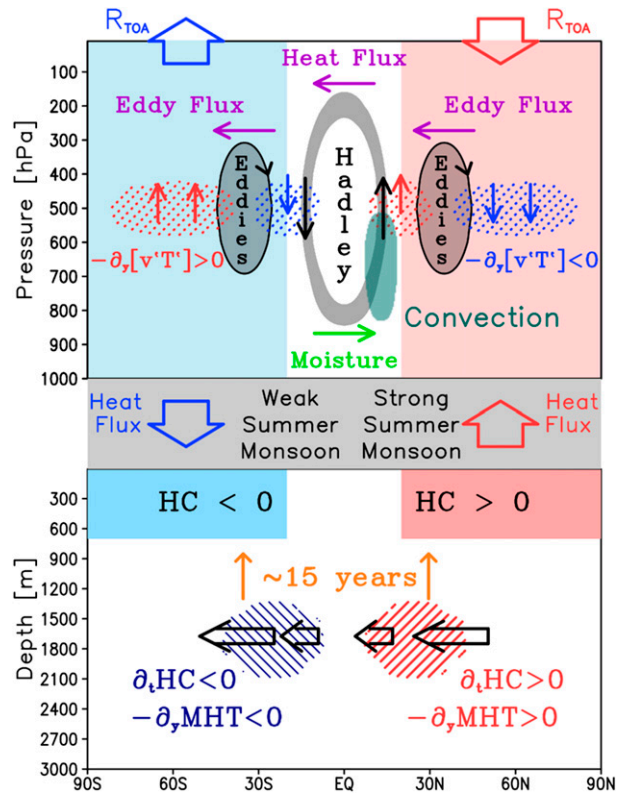 R_TOA
R_TOA
Heat Flux
Eddy Flux
Eddy Flux
Eddies
Hadley
Eddies
-∂y[v'T']>0
-∂y[v'T']<0
Convection
Moisture
Pressure [hPa]
100
200
300
400
500
600
700
800
900
1000
Heat
Flux
Weak
Summer
Monsoon
Strong
Summer
Monsoon
Heat
Flux
HC < 0
HC > 0
~15 years
∂tHC<0
-∂yMHT<0
∂tHC>0
-∂yMHT>0
Depth [m]
300
600
900
1200
1500
1800
2100
2400
2700
3000
90S
60S
30S
EQ
30N
60N
90N